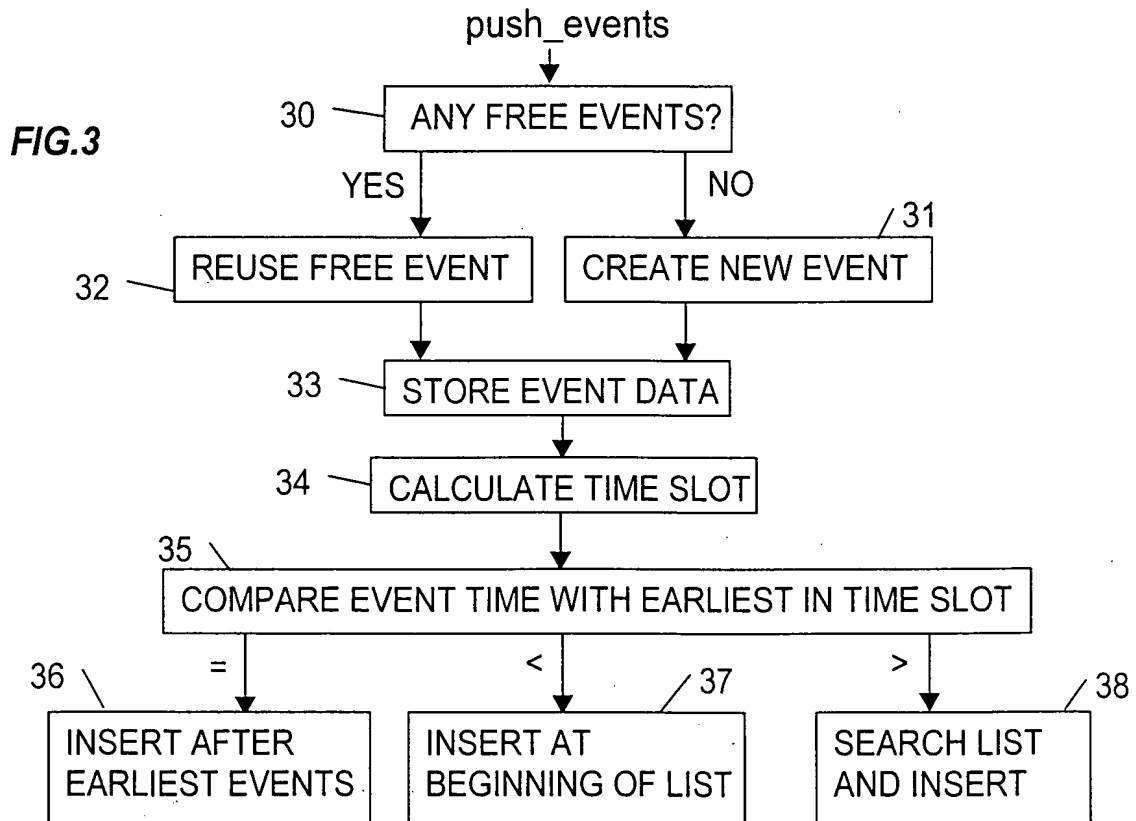 push_events
30
ANY FREE EVENTS?
FIG.3
YES
NO
31
REUSE FREE EVENT
CREATE NEW EVENT
32
33
STORE EVENT DATA
34
CALCULATE TIME SLOT
35
COMPARE EVENT TIME WITH EARLIEST IN TIME SLOT
=
<
>
36
37
38
INSERT AFTER
EARLIEST EVENTS
INSERT AT
BEGINNING OF LIST
SEARCH LIST
AND INSERT